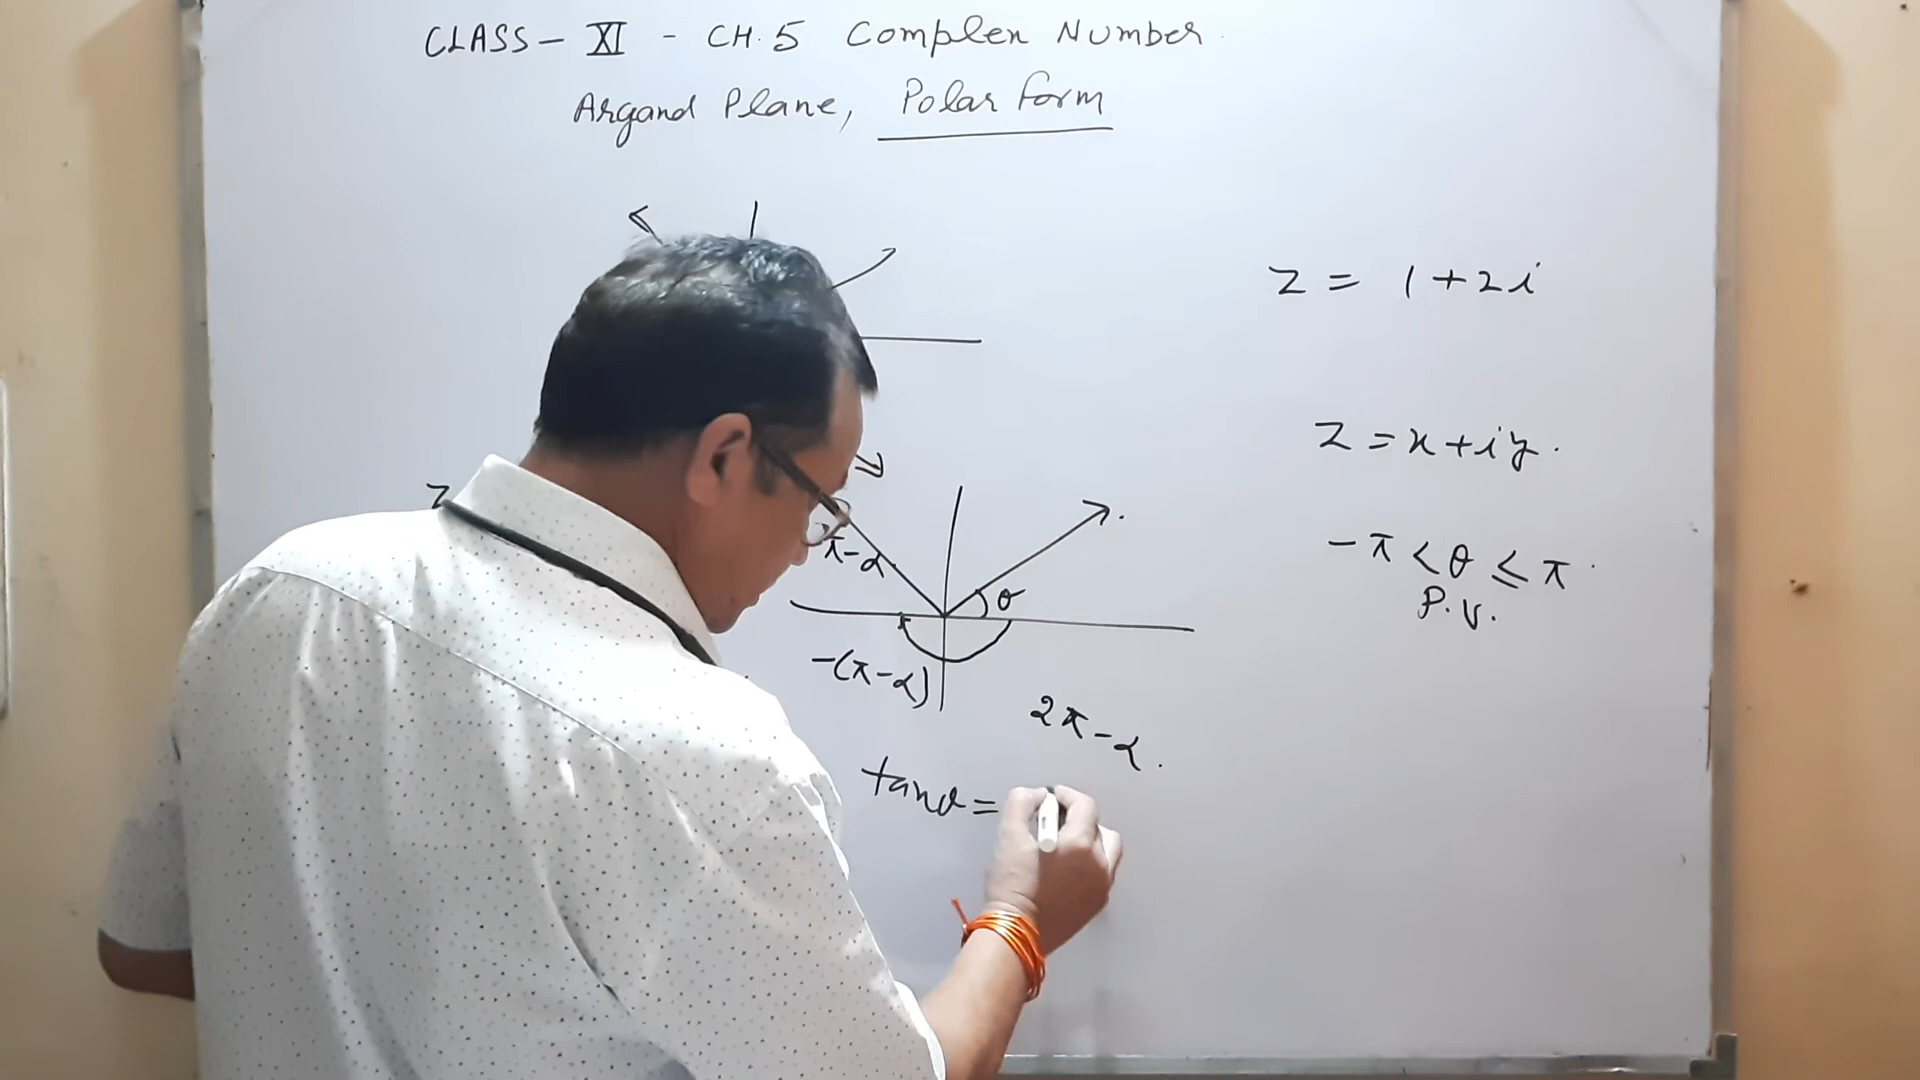 CLASS – XI - CH.5 Complex Number
Argand Plane, Polar Form
z = 1 + 2i
z = x + iy.
Z
π-α
θ
-π < θ ≤ π
P.V.
-(π-α)
2π-α.
tanθ =